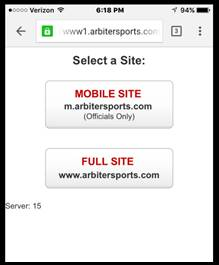 Verizon 6:18 PM 94%
www1.arbitersports.com 3
Select a Site:
MOBILE SITE
m.arbitersports.com
(Officials Only)
FULL SITE
www.arbitersports.com
Server: 15